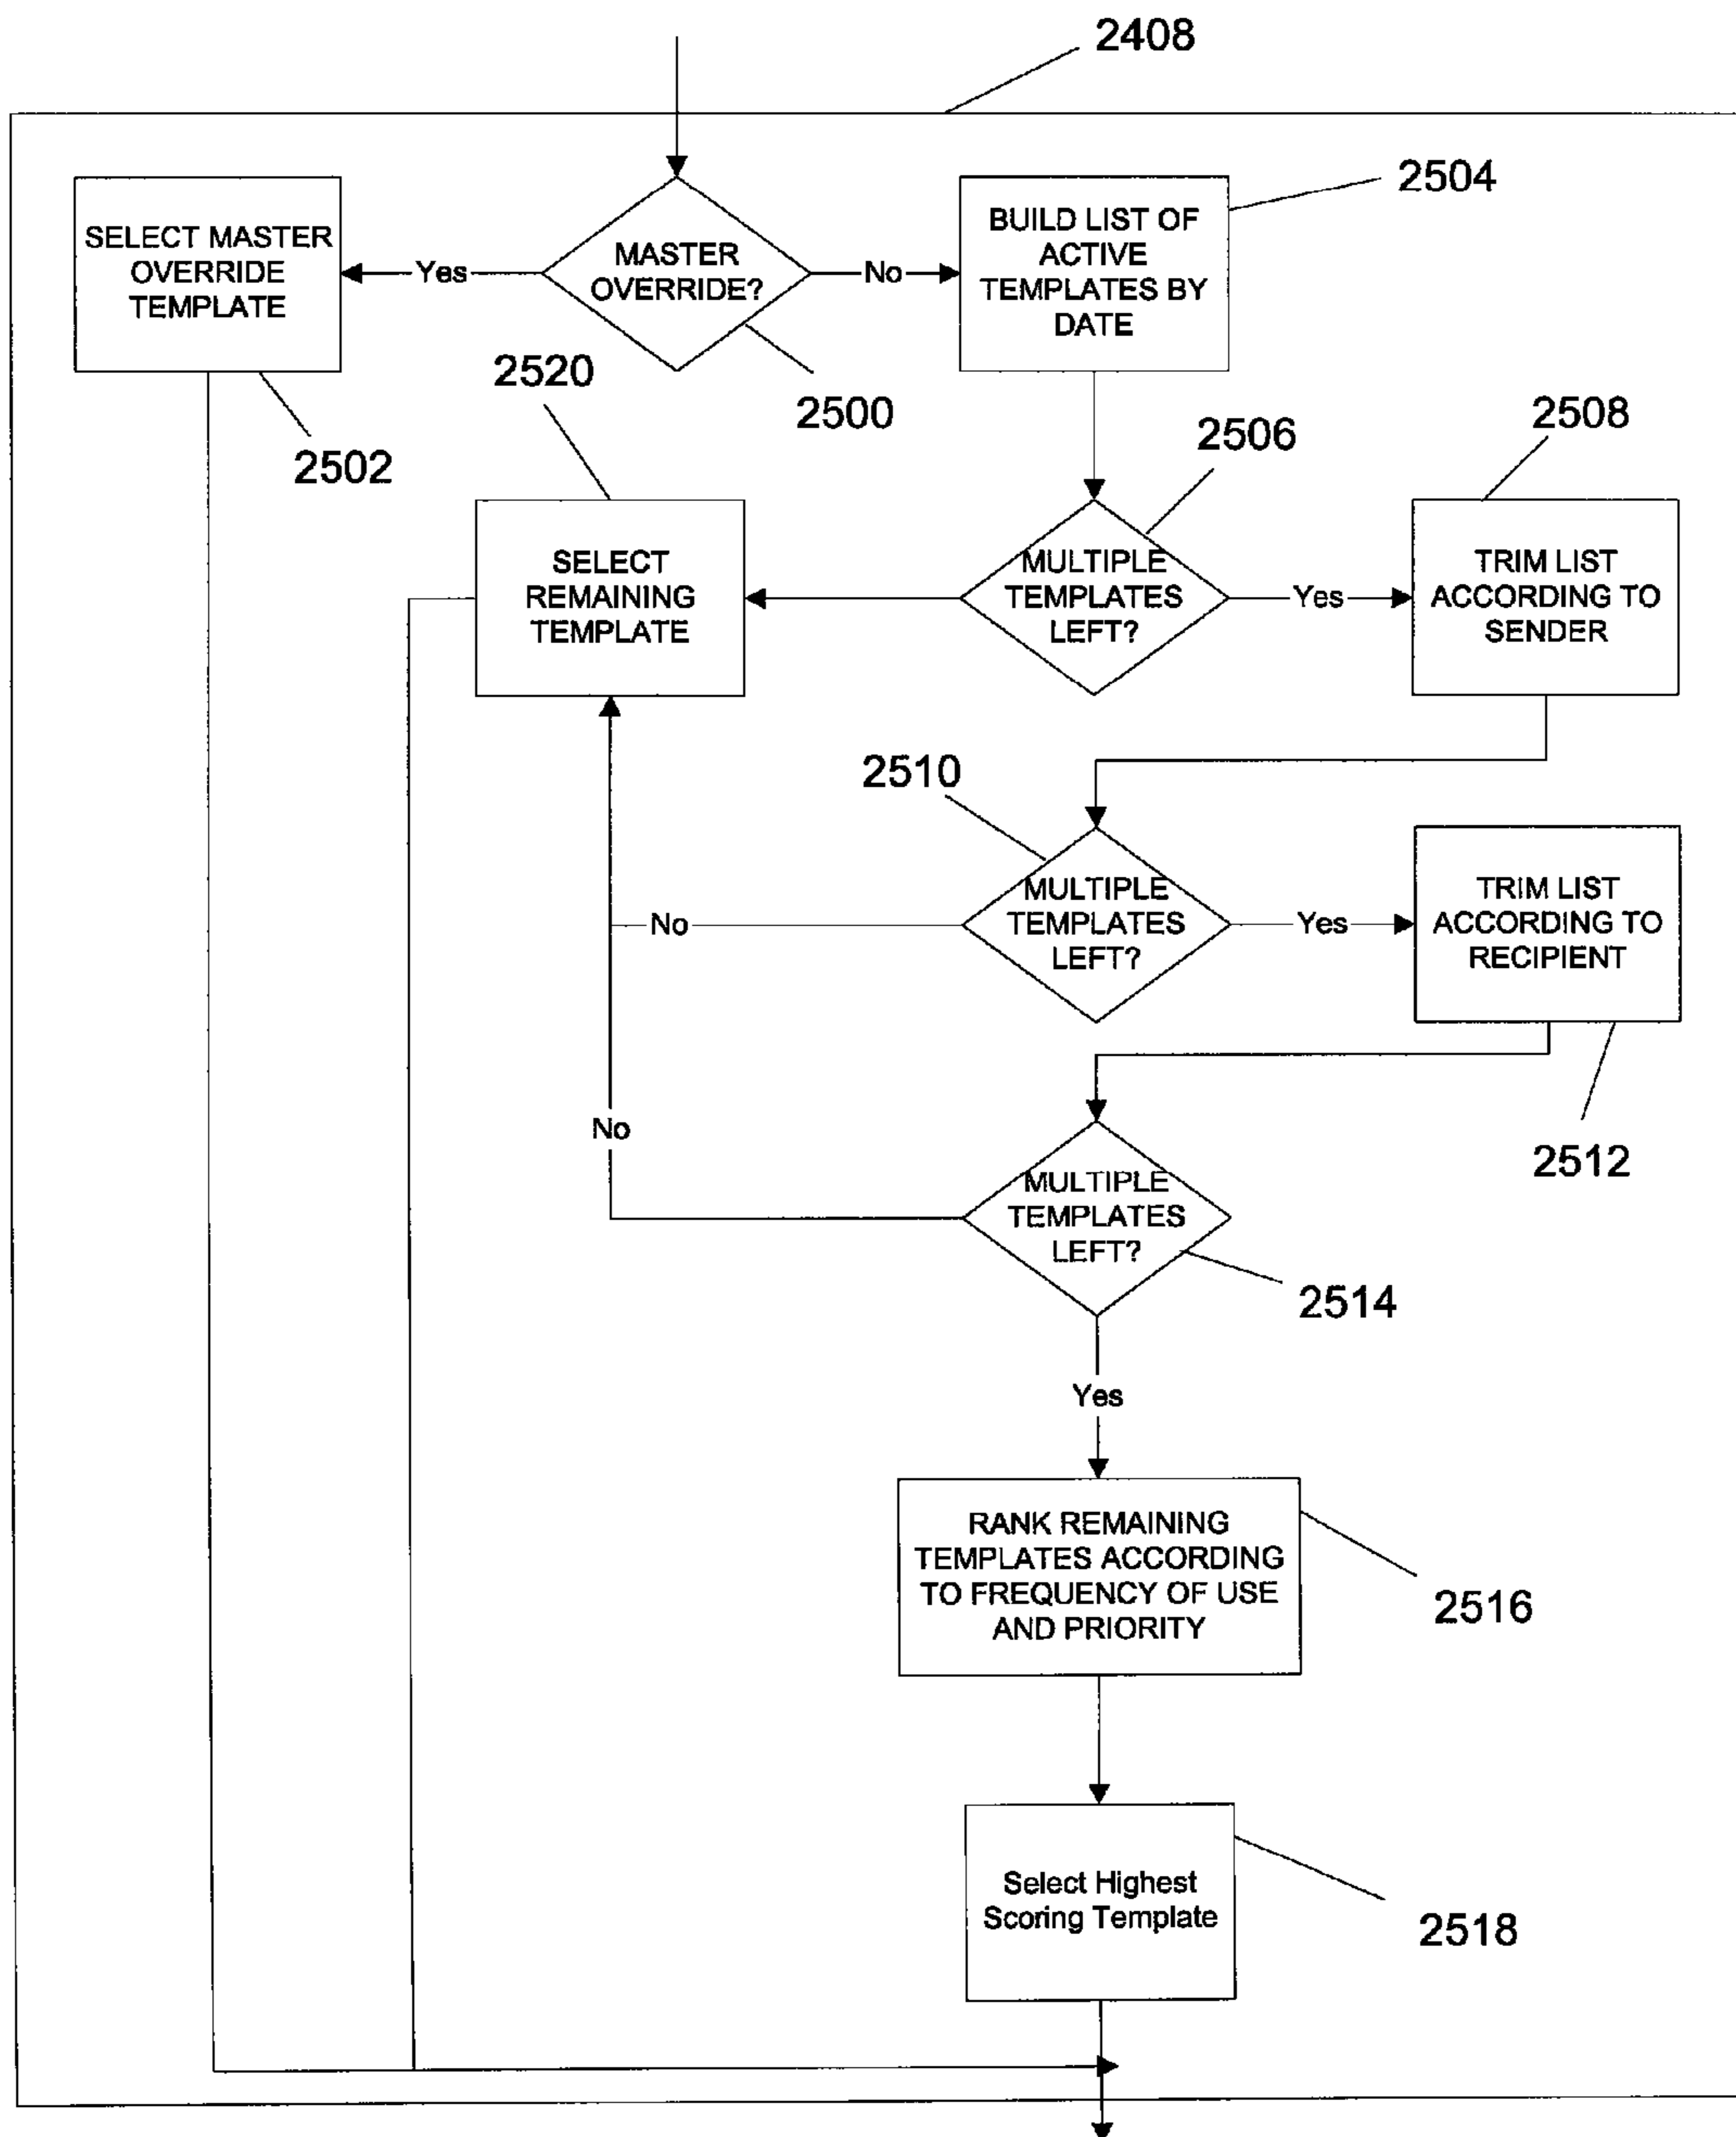 2408
2504
SELECT MASTER
OVERRIDE
TEMPLATE
Yes
MASTER
OVERRIDE?
No
BUILD LIST OF
ACTIVE
TEMPLATES BY
DATE
2520
2500
2502
2506
2508
SELECT
REMAINING
TEMPLATE
MULTIPLE
TEMPLATES
LEFT?
Yes
TRIM LIST
ACCORDING TO
SENDER
2510
No
MULTIPLE
TEMPLATES
LEFT?
Yes
TRIM LIST
ACCORDING TO
RECIPIENT
No
2512
MULTIPLE
TEMPLATES
LEFT?
2514
Yes
RANK REMAINING
TEMPLATES ACCORDING
TO FREQUENCY OF USE
AND PRIORITY
2516
Select Highest
Scoring Template
2518